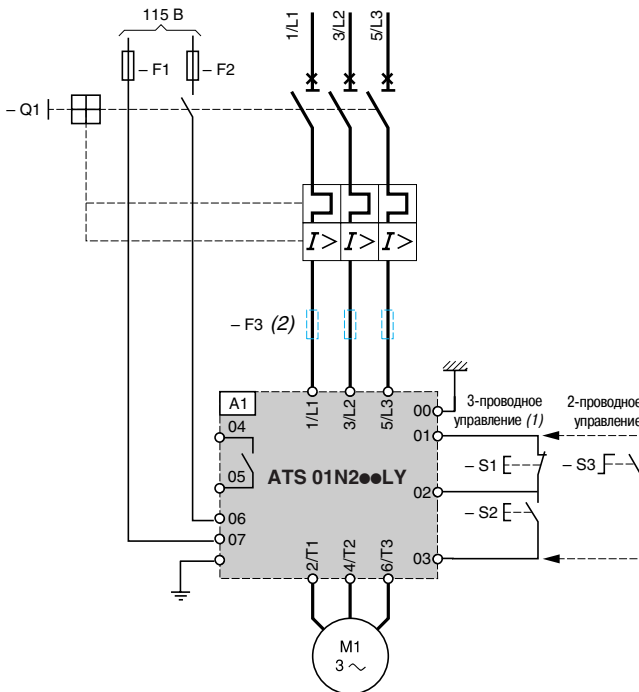 115 В
– F1
– F2
1/L1
3/L2
5/L3
– Q1
I>
I>
I>
– F3 (2)
A1
1/L1
3/L2
5/L3
00
3-проводное
управление (1)
2-проводное
управление
04
01
05
ATS 01N2●●LY
– S1
– S3
02
06
– S2
07
03
2/T1
4/T2
6/T3
M1
3 ~